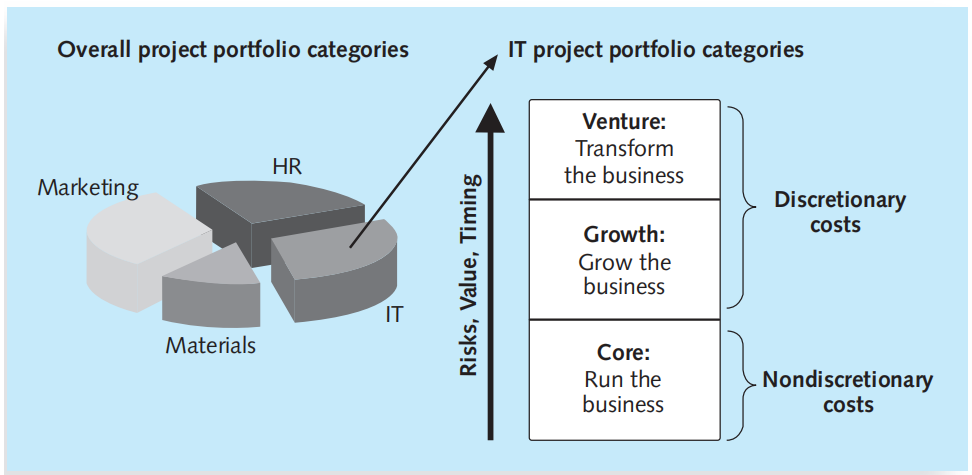 Overall project portfolio categories
IT project portfolio categories
Marketing
HR
Materials
IT
Risks, Value, Timing
Venture:
Transform
the business
Growth:
Grow the
business
Core:
Run the
business
Discretionary
costs
Nondiscretionary
costs